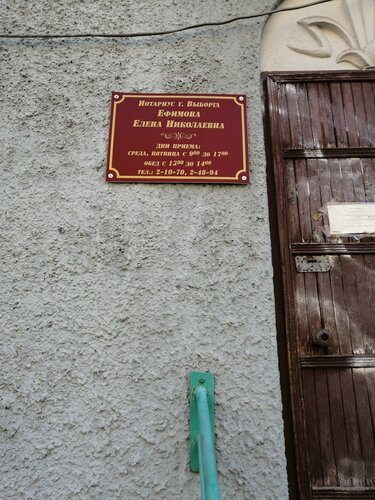 Нотариус г. Выборга
Ефимова
Елена Николаевна
дни приема:
среда, пятница с 9⁰⁰ до 17⁰⁰
обед с 13⁰⁰ до 14⁰⁰
тел.: 2-10-70, 2-48-94